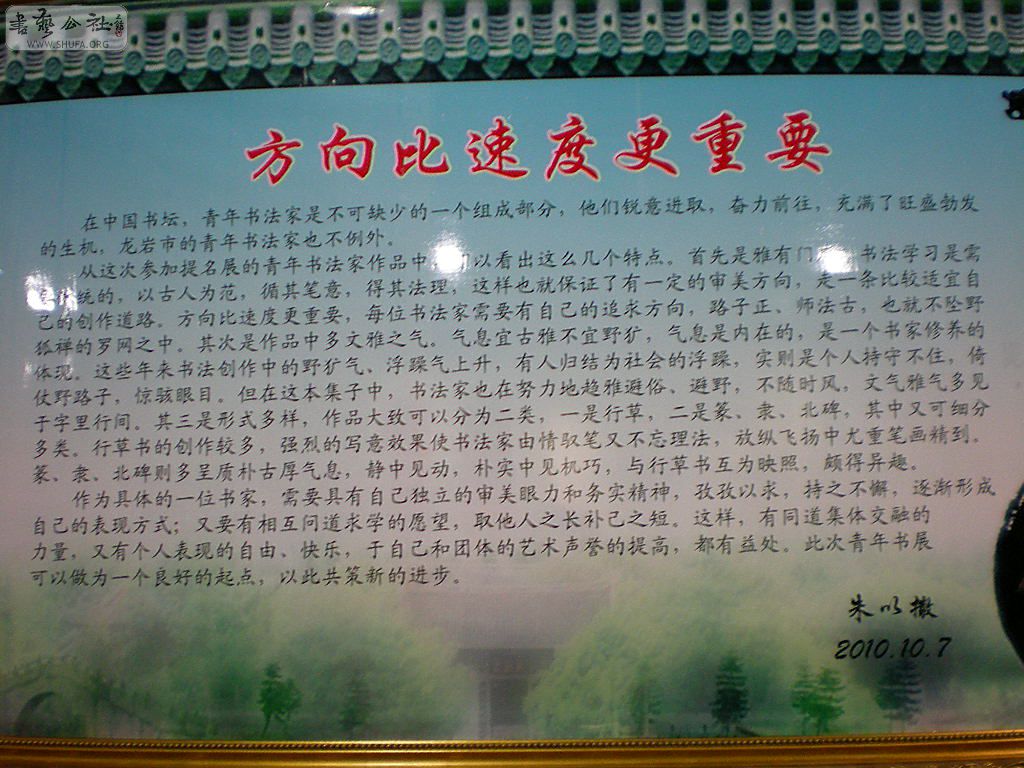 書藝公社
WWW.SHUFA.ORG
方向比速度更重要
在中国书坛，青年书法家是不可缺少的一个组成部分，他们锐意进取，奋力前往，充满了旺盛勃发
的生机，龙岩市的青年书法家也不例外。
从这次参加提名展的青年书法家作品中 以看出这么几个特点。首先是雅有门 书法学习是需
统的，以古人为范，循其笔意，得其法理，这样也就保证了有一定的审美方向，走一条比较适宜自
己的创作道路。方向比速度更重要，每位书法家需要有自己的追求方向，路子正、师法古，也就不坠野
狐禅的罗网之中。其次是作品中多文雅之气。气息宜古雅不宜野犷，气息是内在的，是一个书家修养的
体现。这些年来书法创作中的野犷气、浮躁气上升，有人归结为社会的浮躁，实则是个人持守不住，倚
仗野路子，惊骇眼目。但在这本集子中，书法家也在努力地趋雅避俗、避野，不随时风，文气雅气多见
于字里行间。其三是形式多样，作品大致可以分为二类，一是行草，二是篆、隶、北碑，其中又可细分
多类。行草书的创作较多，强烈的写意效果使书法家由情驭笔又不忘理法，放纵飞扬中尤重笔画精到。
篆、隶、北碑则多呈质朴古厚气息，静中见动，朴实中见机巧，与行草书互为映照，颇得异趣。
作为具体的一位书家，需要具有自己独立的审美眼力和务实精神，孜孜以求，持之不懈，逐渐形成
自己的表现方式；又要有相互问道求学的愿望，取他人之长补己之短。这样，有同道集体交融的
力量，又有个人表现的自由、快乐，于自己和团体的艺术声誉的提高，都有益处。此次青年书展
可以做为一个良好的起点，以此共策新的进步。
朱以撒
2010.10.7